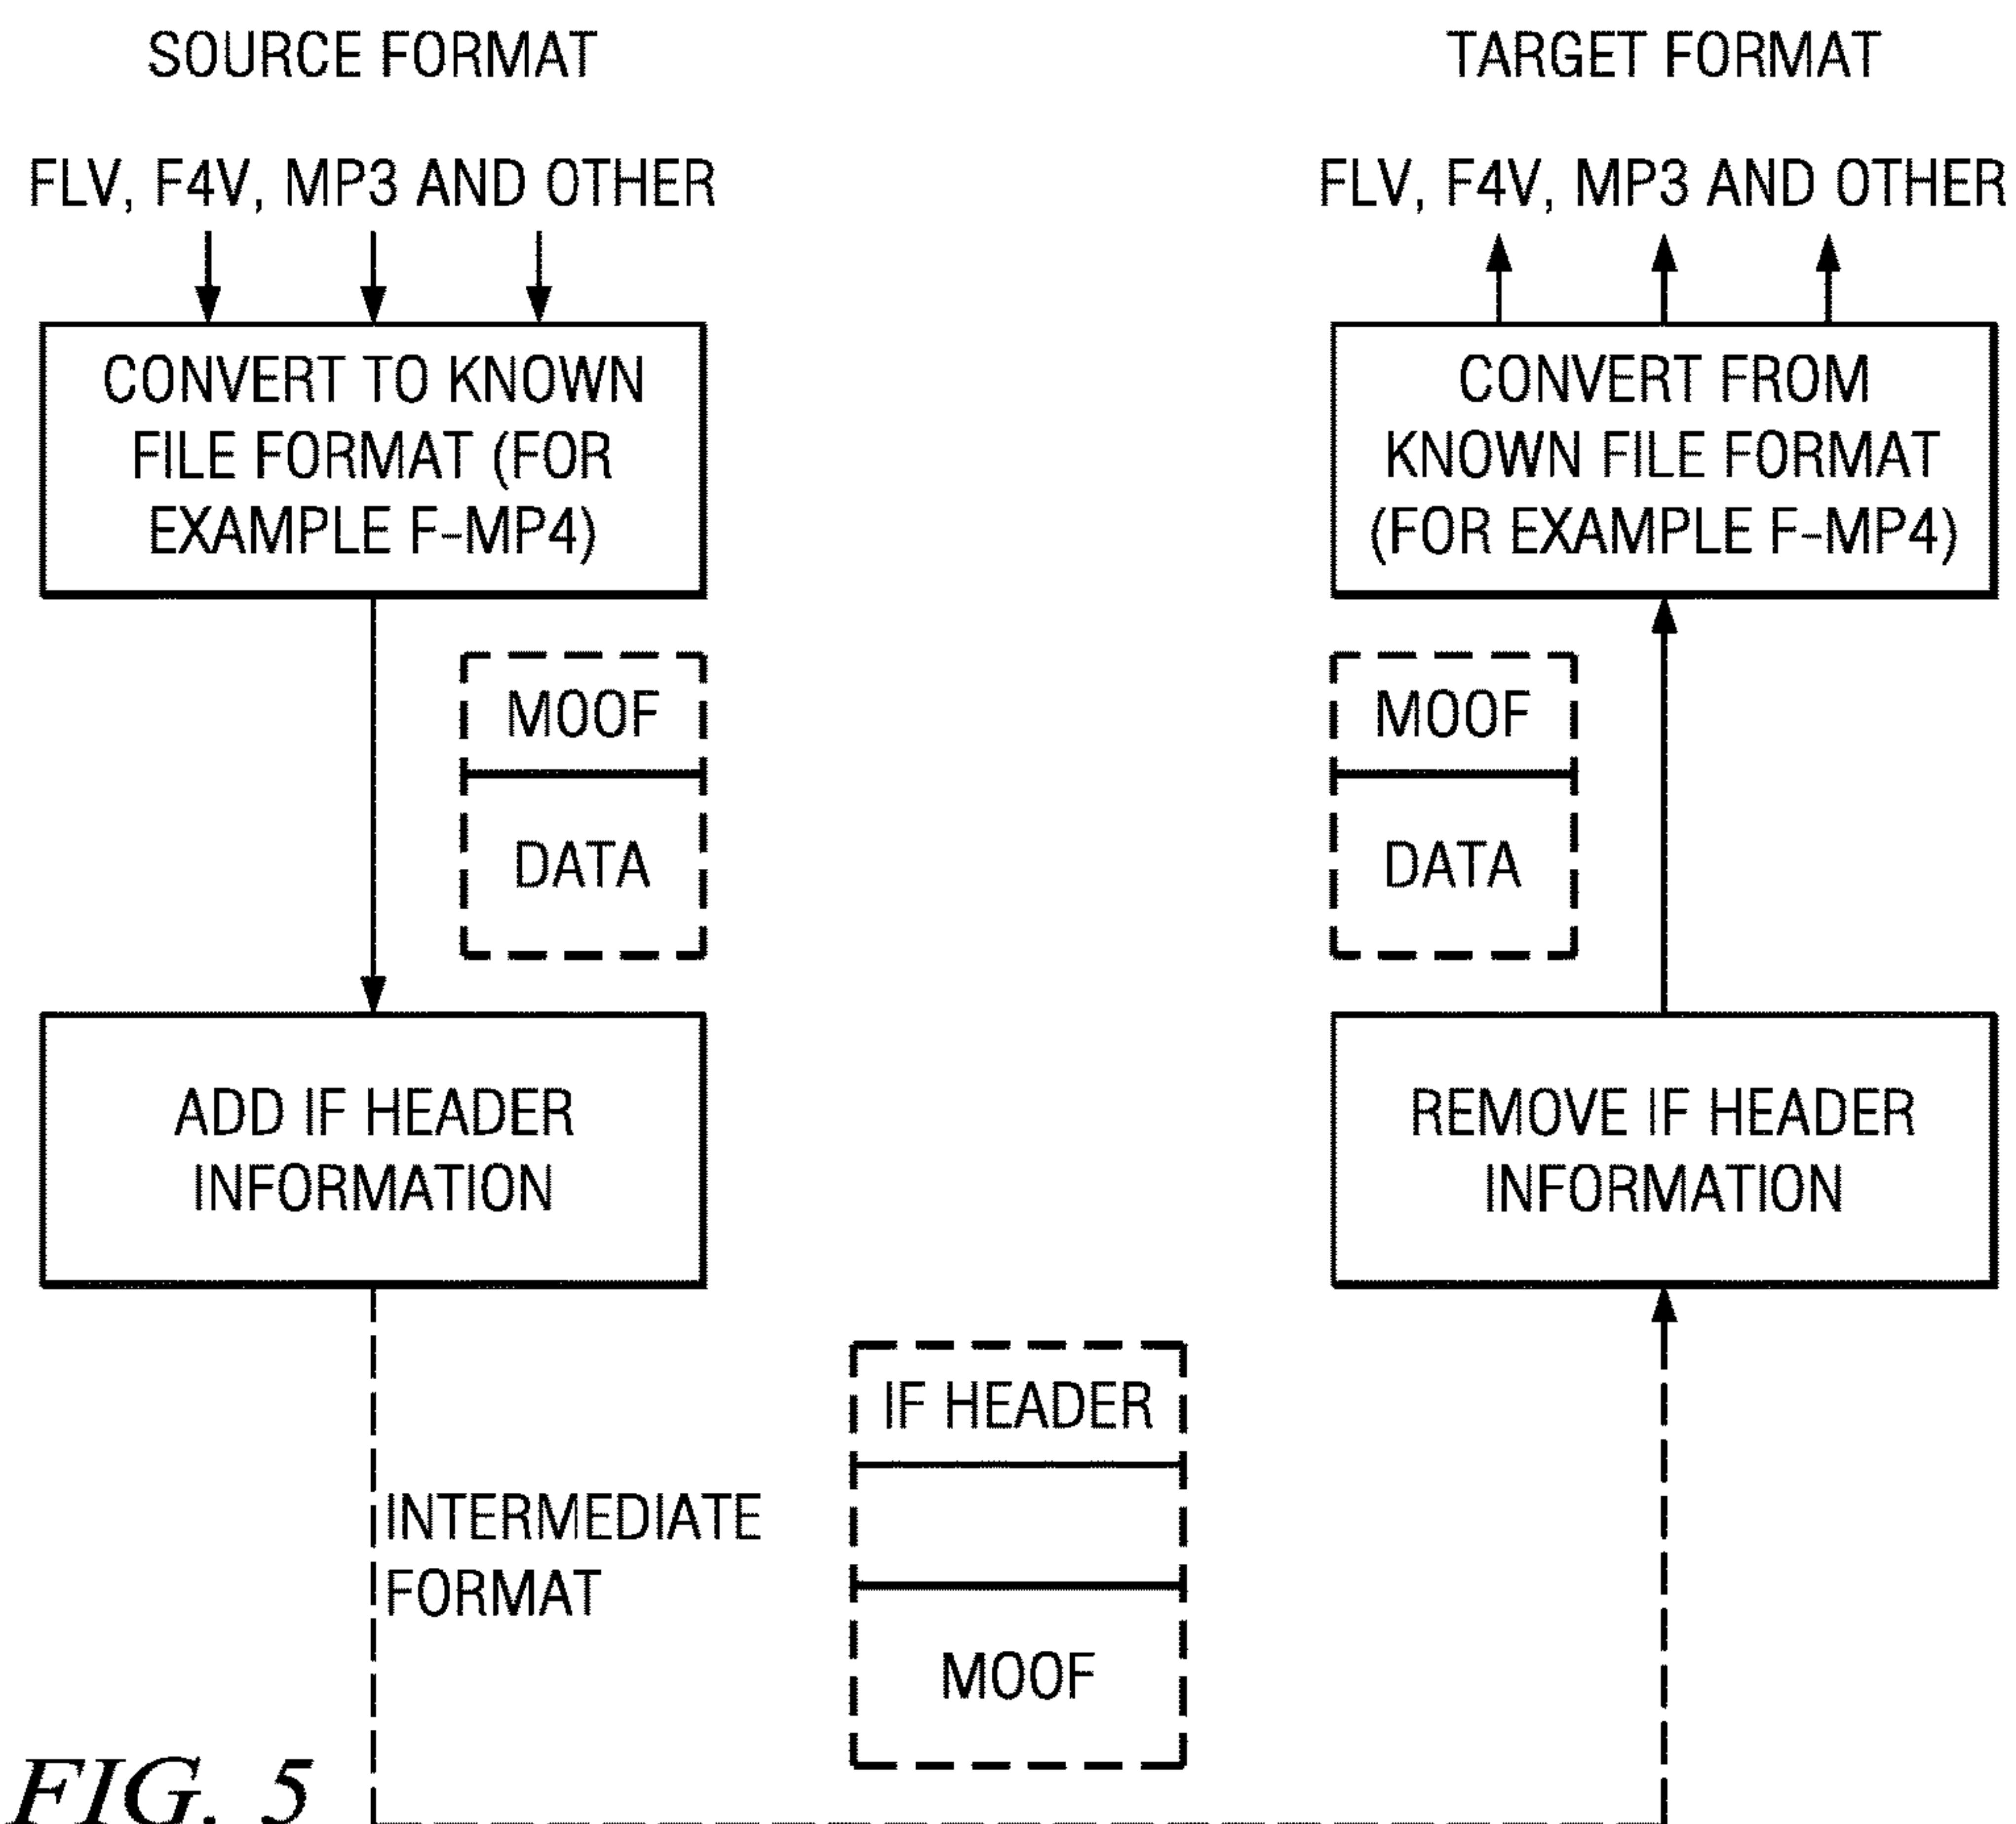 SOURCE FORMAT
FLV, F4V, MP3 AND OTHER
CONVERT TO KNOWN
FILE FORMAT (FOR
EXAMPLE F-MP4)
MOOF
DATA
ADD IF HEADER
INFORMATION
INTERMEDIATE
FORMAT
IF HEADER
MOOF
TARGET FORMAT
FLV, F4V, MP3 AND OTHER
CONVERT FROM
KNOWN FILE FORMAT
(FOR EXAMPLE F-MP4)
MOOF
DATA
REMOVE IF HEADER
INFORMATION
FIG. 5